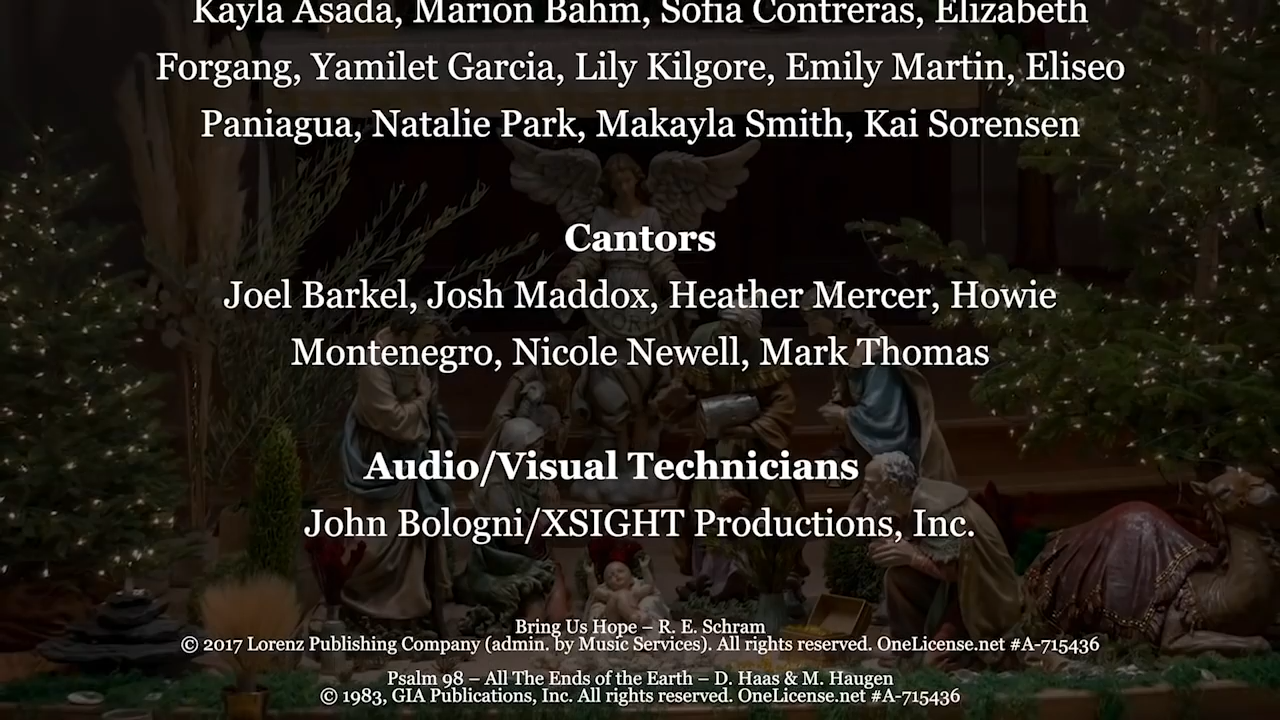 Kayla Asada, Marion Bahm, Sofia Contreras, Elizabeth
Forgang, Yamilet Garcia, Lily Kilgore, Emily Martin, Eliseo
Paniagua, Natalie Park, Makayla Smith, Kai Sorensen
Cantors
Joel Barkel, Josh Maddox, Heather Mercer, Howie
Montenegro, Nicole Newell, Mark Thomas
Audio/Visual Technicians
John Bologni/XSIGHT Productions, Inc.
Bring Us Hope – R. E. Schram
© 2017 Lorenz Publishing Company (admin. by Music Services). All rights reserved. OneLicense.net #A-715436
Psalm 98 – All The Ends of the Earth – D. Haas & M. Haugen
© 1983, GIA Publications, Inc. All rights reserved. OneLicense.net #A-715436